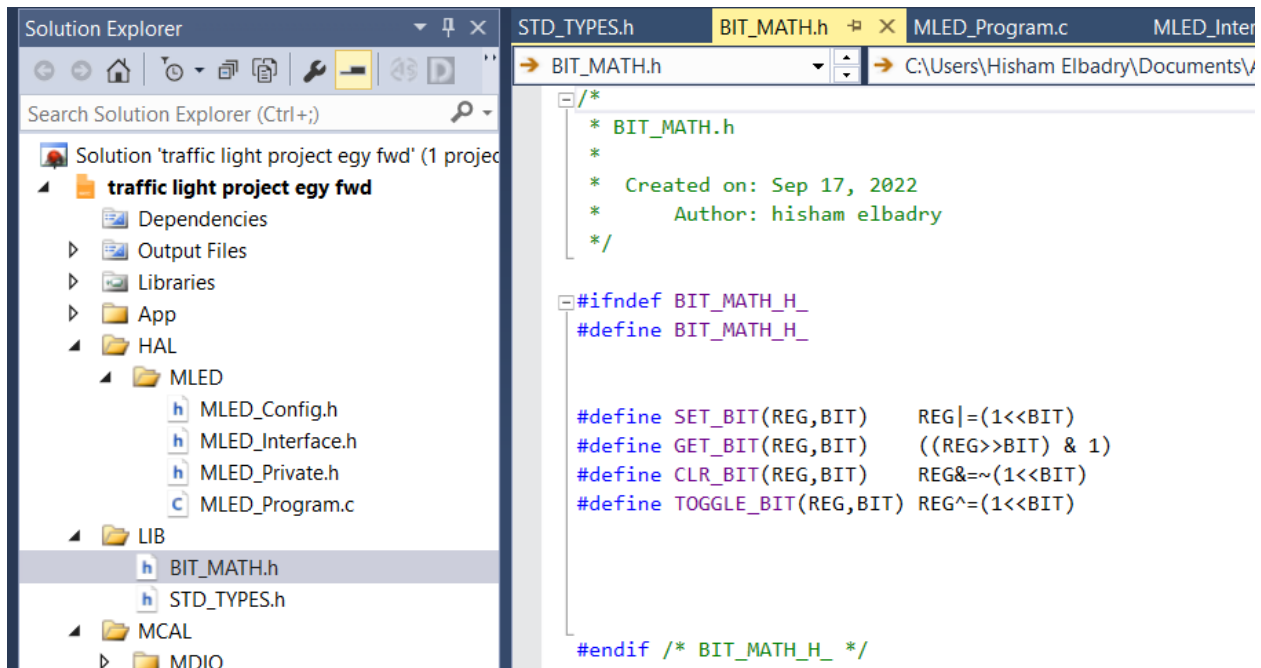 Solution Explorer
Search Solution Explorer (Ctrl+;)
Solution 'traffic light project egy fwd' (1 projec
traffic light project egy fwd
Dependencies
Output Files
Libraries
App
HAL
MLED
MLED_Config.h
MLED_Interface.h
MLED_Private.h
MLED_Program.c
LIB
BIT_MATH.h
STD_TYPES.h
MCAL
MDIO
STD_TYPES.h BIT_MATH.h MLED_Program.c MLED_Inter
BIT_MATH.h C:\Users\Hisham Elbadry\Documents\
/*
* BIT_MATH.h
*
* Created on: Sep 17, 2022
* Author: hisham elbadry
*/
#ifndef BIT_MATH_H_
#define BIT_MATH_H_
#define SET_BIT(REG,BIT) REG|=(1<<BIT)
#define GET_BIT(REG,BIT) ((REG>>BIT) & 1)
#define CLR_BIT(REG,BIT) REG&=~(1<<BIT)
#define TOGGLE_BIT(REG,BIT) REG^=(1<<BIT)
#endif /* BIT_MATH_H_ */